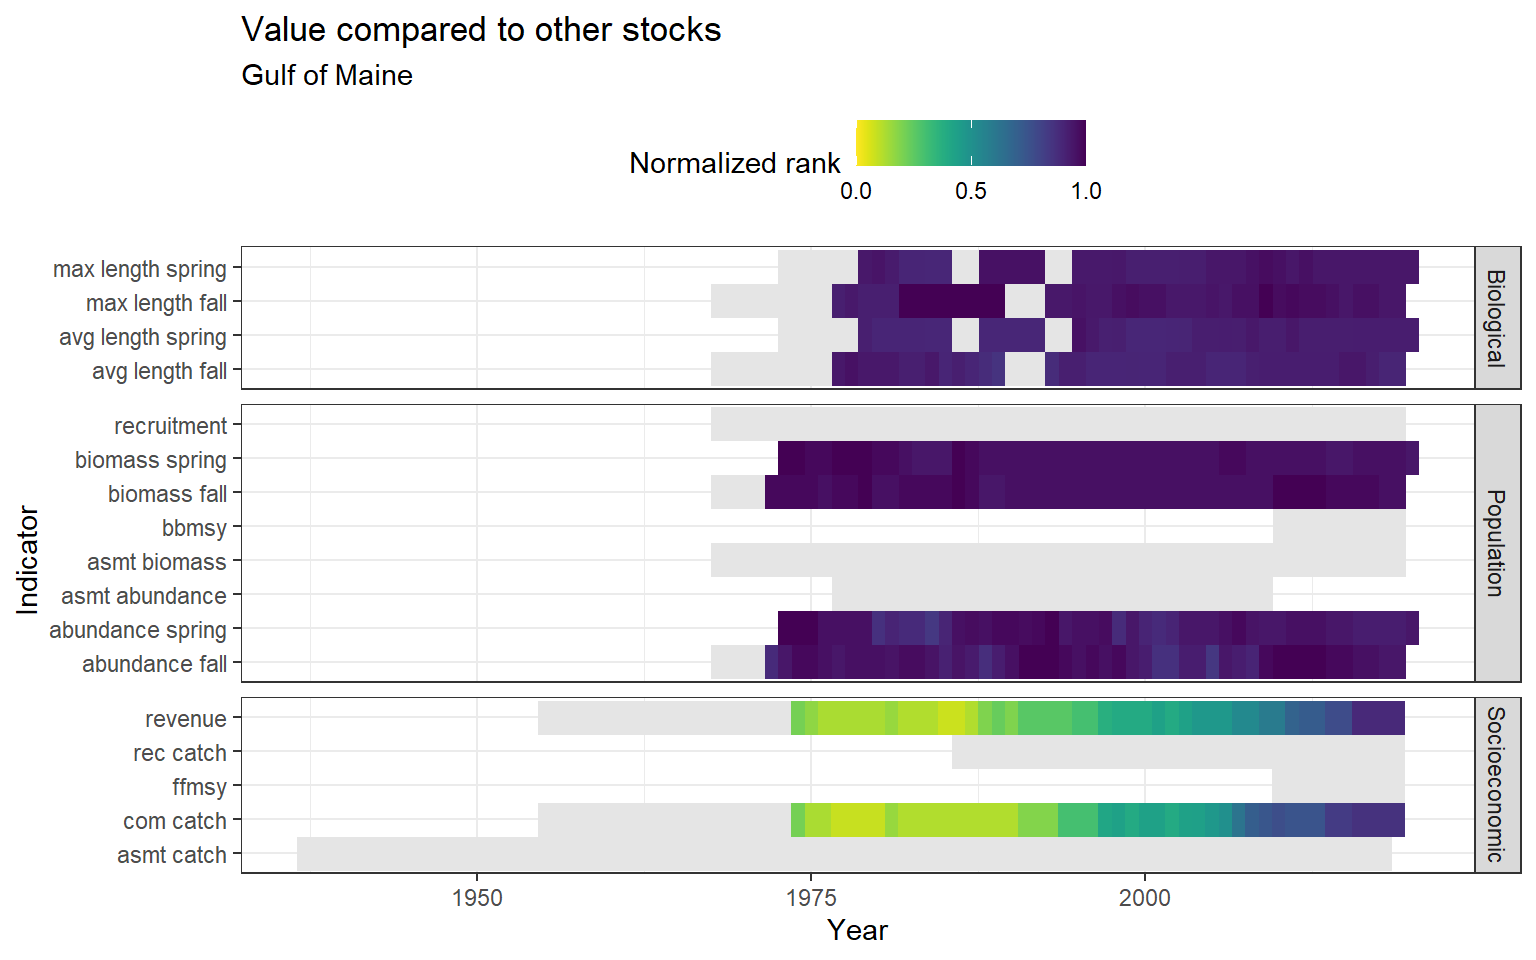 Value compared to other stocks
Gulf of Maine
Normalized rank
0.0 0.5 1.0
max length spring
max length fall
avg length spring
avg length fall
Biological
recruitment
biomass spring
biomass fall
bbmsy
asmt biomass
asmt abundance
abundance spring
abundance fall
Population
revenue
rec catch
ffmsy
com catch
asmt catch
Socioeconomic
Indicator
1950 1975 2000
Year